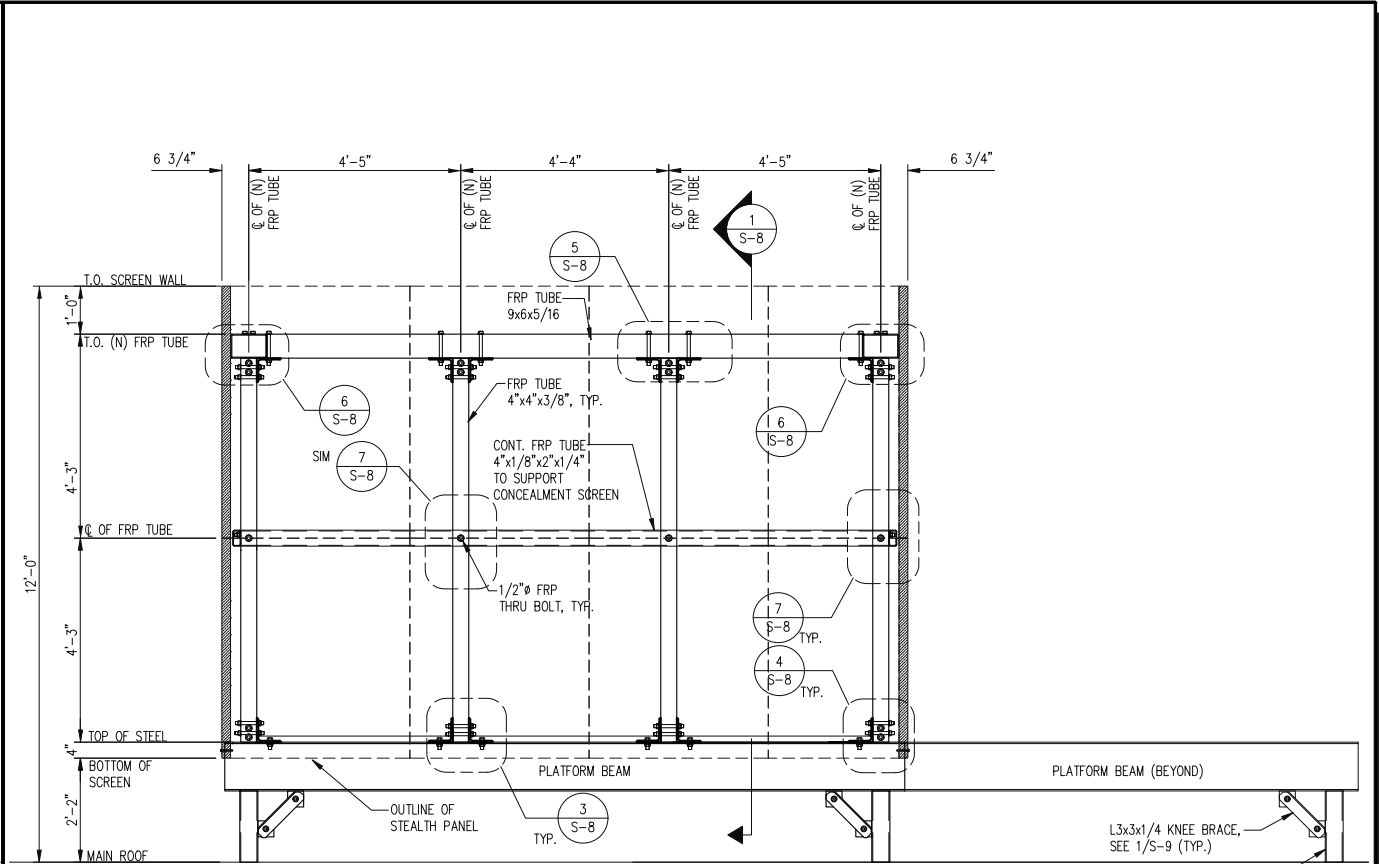 6 3/4"
4'-5"
4'-4"
4'-5"
6 3/4"
℄ OF (N)
FRP TUBE
℄ OF (N)
FRP TUBE
℄ OF (N)
FRP TUBE
℄ OF (N)
FRP TUBE
1
S-8
5
S-8
T.O. SCREEN WALL
1'-0"
FRP TUBE
9x6x5/16
T.O. (N) FRP TUBE
6
S-8
FRP TUBE
4"x4"x3/8", TYP.
6
S-8
SIM
7
S-8
CONT. FRP TUBE
4"x1/8"x2"x1/4"
TO SUPPORT
CONCEALMENT SCREEN
4'-3"
℄ OF FRP TUBE
12'-0"
1/2"ø FRP
THRU BOLT, TYP.
7
S-8
TYP.
4'-3"
4
S-8
TYP.
TOP OF STEEL
4"
BOTTOM OF
SCREEN
PLATFORM BEAM
PLATFORM BEAM (BEYOND)
2'-2"
OUTLINE OF
STEALTH PANEL
3
S-8
TYP.
L3x3x1/4 KNEE BRACE,
SEE 1/S-9 (TYP.)
MAIN ROOF